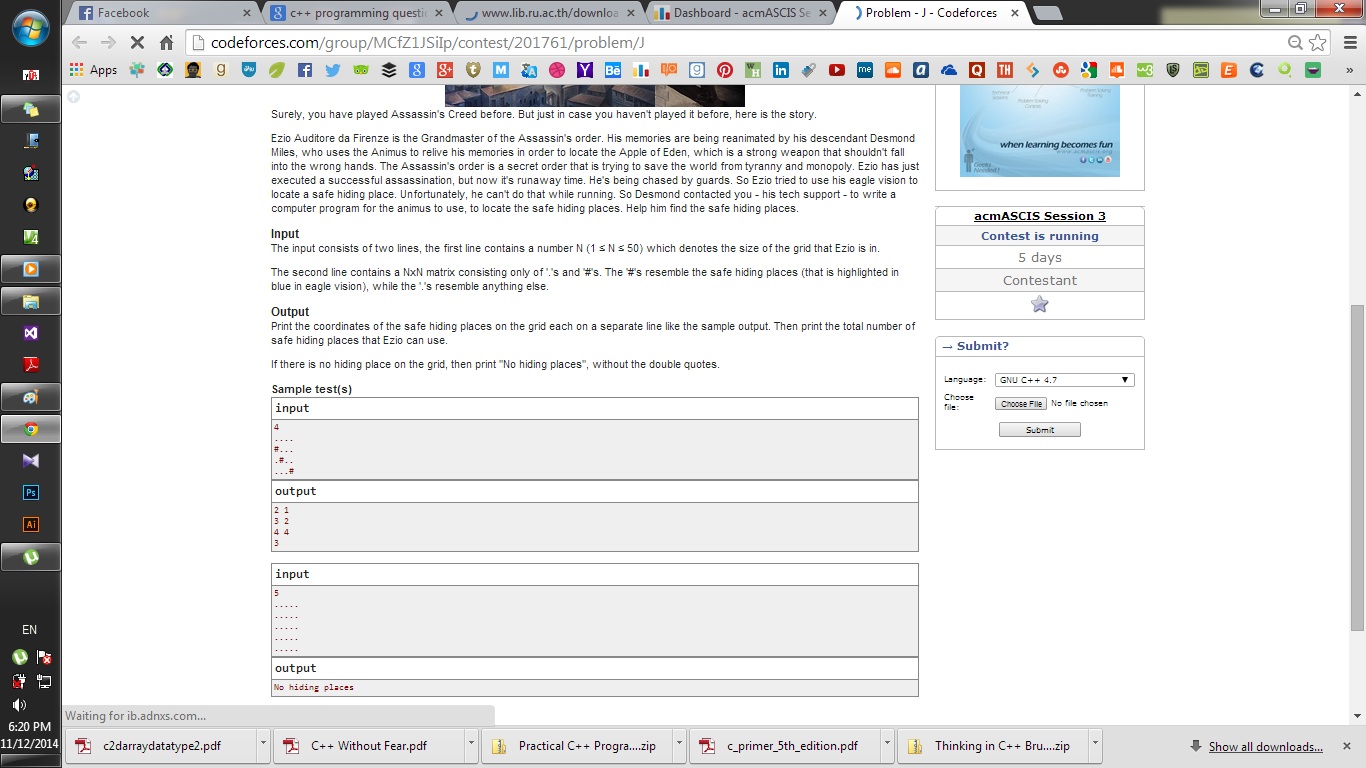 Facebook
c++ programming questi
www.lib.ru.ac.th/downloa
Dashboard - acmASCIS Se
Problem - J - Codeforces
codeforces.com/group/MCfZ1JSiIp/contest/201761/problem/J
Apps
Surely, you have played Assassin's Creed before. But just in case you haven't played it before, here is the story.
Ezio Auditore da Firenze is the Grandmaster of the Assassin's order. His memories are being reanimated by his descendant Desmond
Miles, who uses the Animus to relive his memories in order to locate the Apple of Eden, which is a strong weapon that shouldn't fall
into the wrong hands. The Assassin's order is a secret order that is trying to save the world from tyranny and monopoly. Ezio has just
executed a successful assassination, but now it's runaway time. He's being chased by guards. So Ezio tried to use his eagle vision to
locate a safe hiding place. Unfortunately, he can't do that while running. So Desmond contacted you - his tech support - to write a
computer program for the animus to use, to locate the safe hiding places. Help him find the safe hiding places.
Input
The input consists of two lines, the first line contains a number N (1 ≤ N ≤ 50) which denotes the size of the grid that Ezio is in.
The second line contains a NxN matrix consisting only of '.'s and '#'s. The '#'s resemble the safe hiding places (that is highlighted in
blue in eagle vision), while the '.'s resemble anything else.
Output
Print the coordinates of the safe hiding places on the grid each on a separate line like the sample output. Then print the total number of
safe hiding places that Ezio can use.
If there is no hiding place on the grid, then print "No hiding places", without the double quotes.
Sample test(s)
input
4
....
#...
.#..
...#
output
2 1
3 2
4 4
3
input
5
.....
.....
.....
.....
.....
output
No hiding places
when learning becomes fun
acmASCIS Session 3
Contest is running
5 days
Contestant
→ Submit?
Language:
GNU C++ 4.7
Choose
file:
Choose File No file chosen
Submit
Waiting for ib.adnxs.com...
EN
6:20 PM
11/12/2014
c2darraydatatype2.pdf
C++ Without Fear.pdf
Practical C++ Progra....zip
c_primer_5th_edition.pdf
Thinking in C++ Bru....zip
Show all downloads...